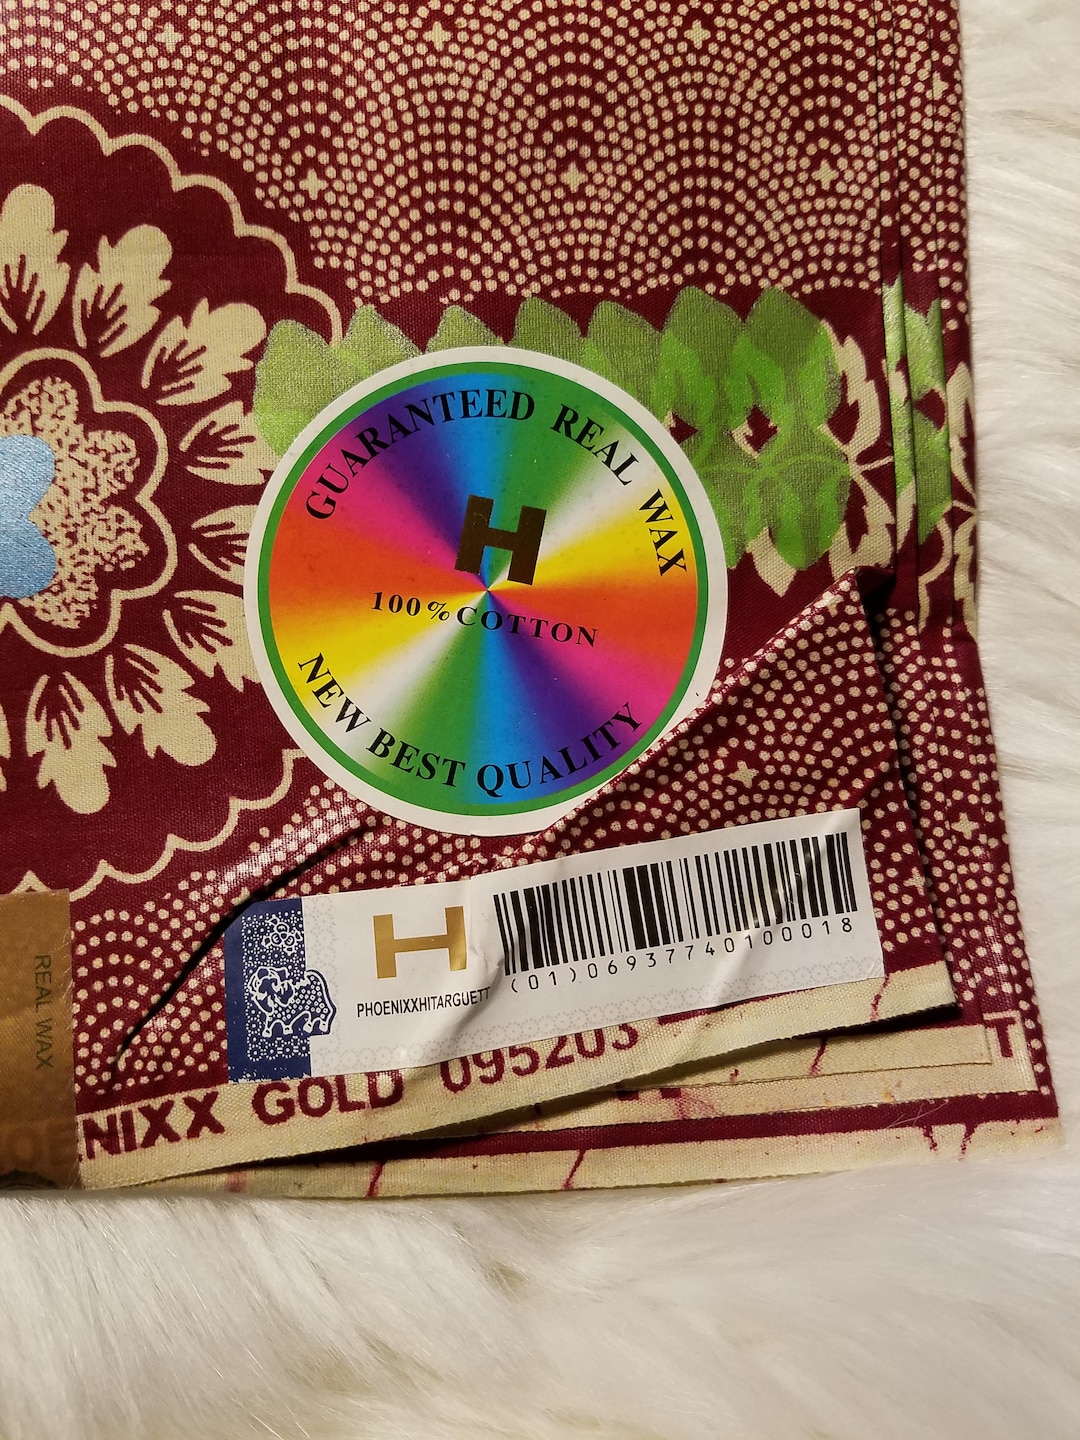 GUARANTEED REAL WAX
H
100% COTTON
NEW BEST QUALITY
H
PHOENIXXHITARGUETT
(01)06937740100018
REAL WAX
NIXX GOLD 095203
T